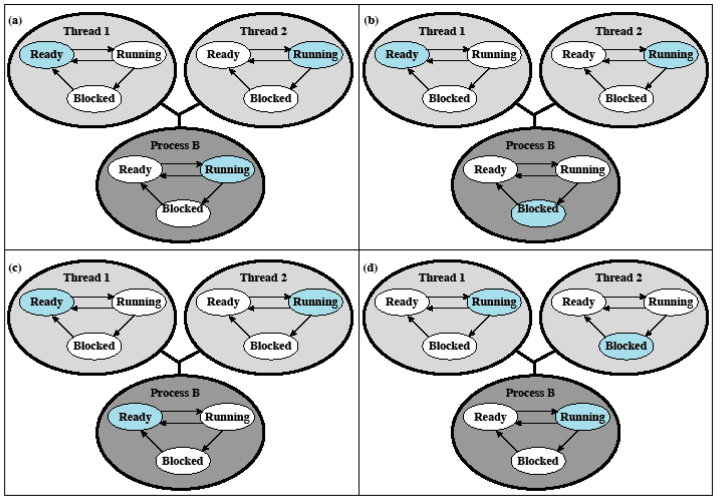 (a)
Thread 1
Ready
Running
Blocked
Thread 2
Ready
Running
Blocked
Process B
Ready
Running
Blocked
(b)
Thread 1
Ready
Running
Blocked
Thread 2
Ready
Running
Blocked
Process B
Ready
Running
Blocked
(c)
Thread 1
Ready
Running
Blocked
Thread 2
Ready
Running
Blocked
Process B
Ready
Running
Blocked
(d)
Thread 1
Ready
Running
Blocked
Thread 2
Ready
Running
Blocked
Process B
Ready
Running
Blocked